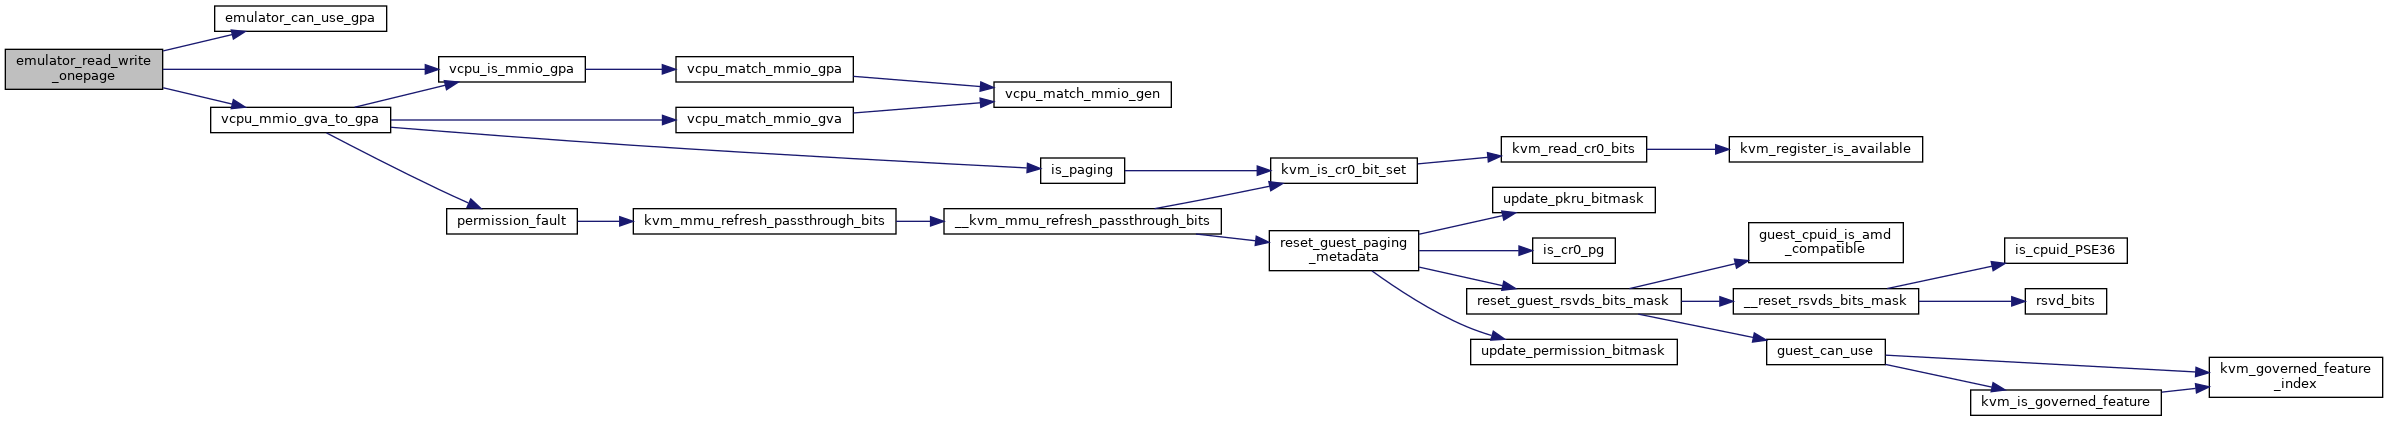 emulator_can_use_gpa
emulator_read_write
_onepage
vcpu_is_mmio_gpa
vcpu_match_mmio_gpa
vcpu_match_mmio_gen
vcpu_mmio_gva_to_gpa
vcpu_match_mmio_gva
is_paging
kvm_is_cr0_bit_set
kvm_read_cr0_bits
kvm_register_is_available
permission_fault
kvm_mmu_refresh_passthrough_bits
__kvm_mmu_refresh_passthrough_bits
update_pkru_bitmask
reset_guest_paging
_metadata
is_cr0_pg
guest_cpuid_is_amd
_compatible
is_cpuid_PSE36
reset_guest_rsvds_bits_mask
__reset_rsvds_bits_mask
rsvd_bits
update_permission_bitmask
guest_can_use
kvm_governed_feature
_index
kvm_is_governed_feature